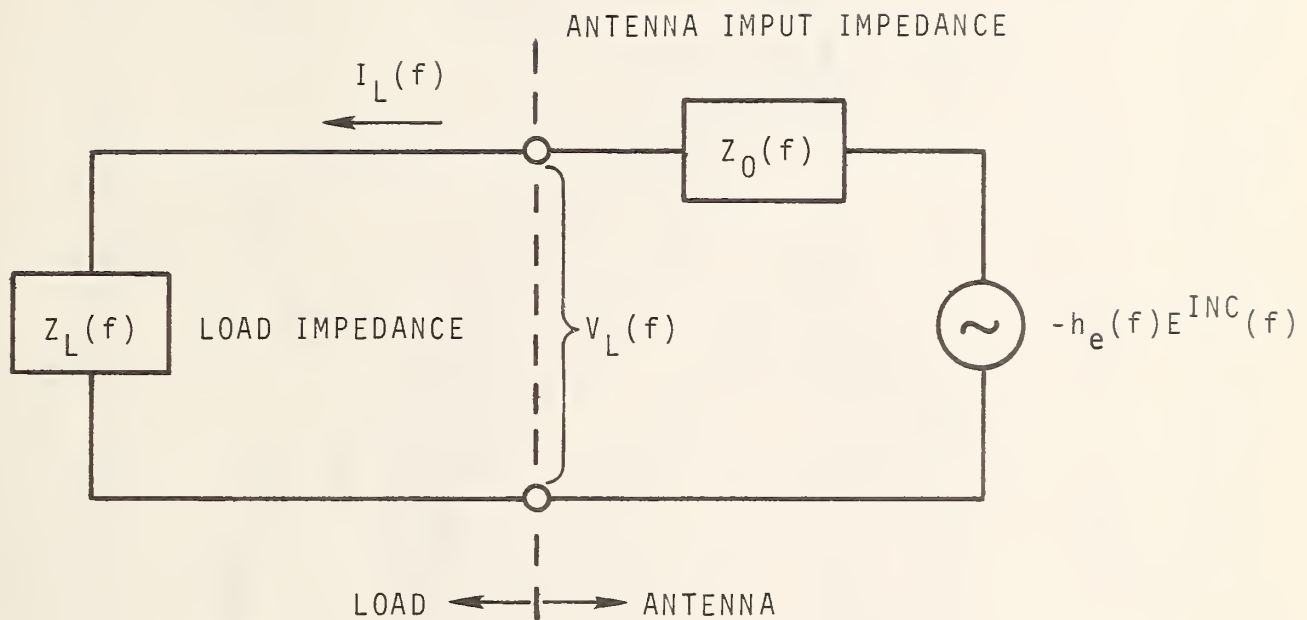 ANTENNA IMPUT IMPEDANCE
I_L(f)
Z_0(f)
Z_L(f)
LOAD IMPEDANCE
V_L(f)
~
-h_e(f)E^INC(f)
LOAD
ANTENNA